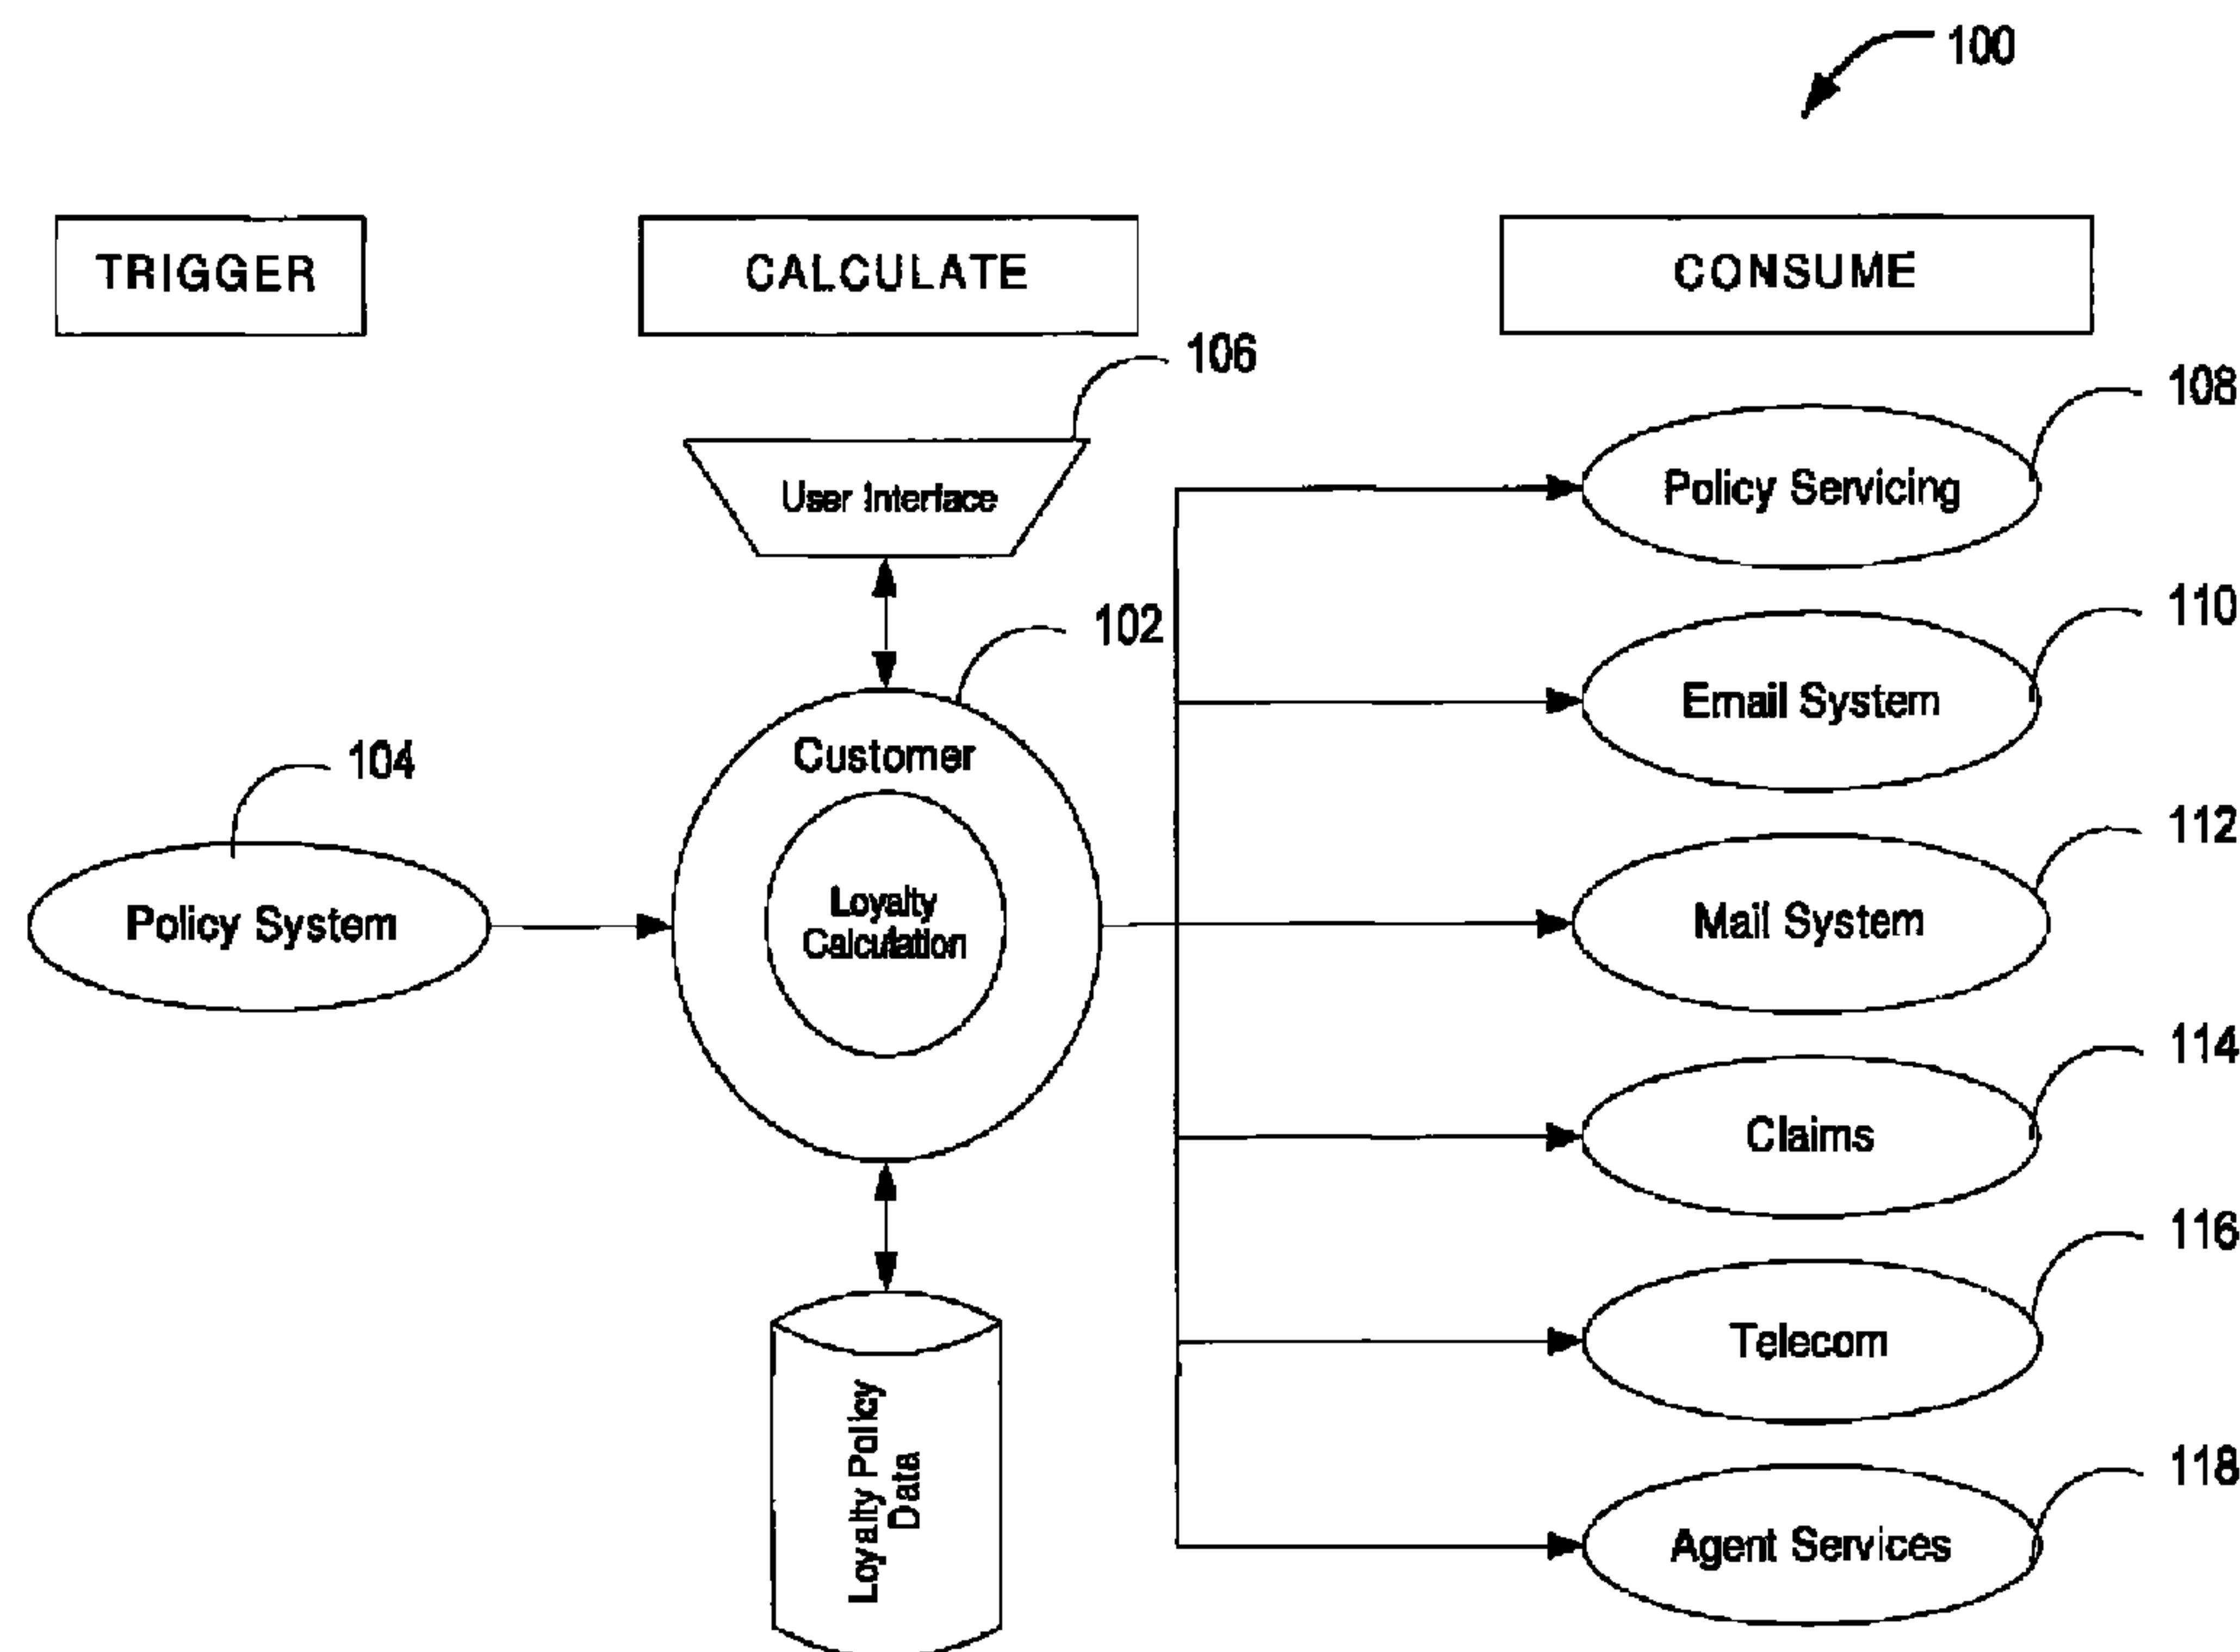 100
TRIGGER
CALCULATE
CONSUME
106
User Interface
108
Policy Servicing
110
Email System
102
Customer
Loyalty
Calculation
104
Policy System
112
Mail System
114
Claims
116
Telecom
Loyalty Policy
Data
118
Agent Services